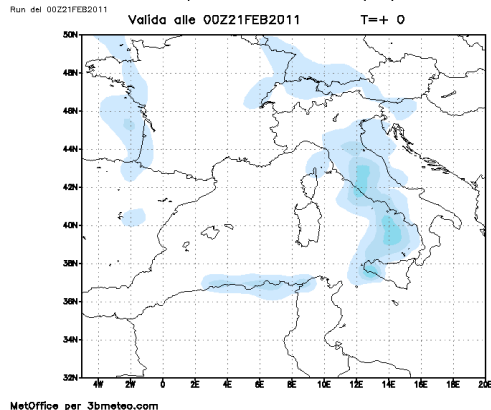 Run del 00Z21FEB2011
Valida alle 00Z21FEB2011 T=+ 0
50N
48N
46N
44N
42N
40N
38N
36N
34N
32N
4W 2W 0 2E 4E 6E 8E 10E 12E 14E 16E 18E 20E
MetOffice per 3bmeteo.com